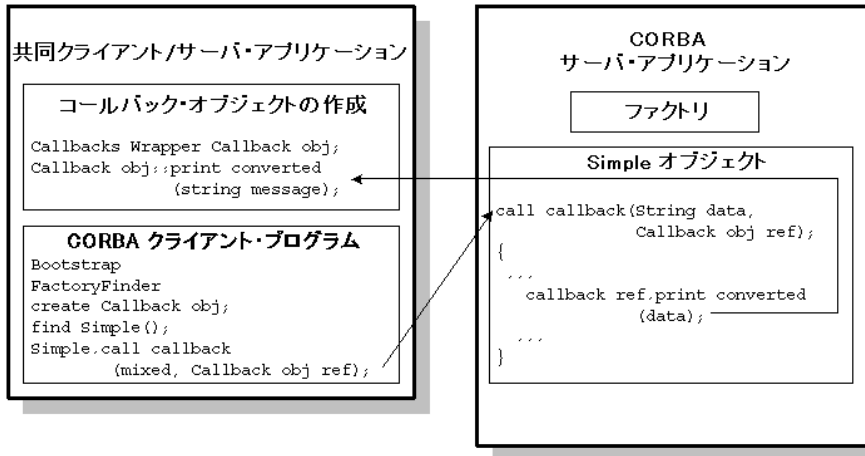 共同クライアント/サーバ・アプリケーション
コールバック・オブジェクトの作成
Callbacks Wrapper Callback obj;
Callback obj::print converted
(string message);
CORBA クライアント・プログラム
Bootstrap
FactoryFinder
create Callback obj;
find Simple();
Simple.call callback
(mixed, Callback obj ref);
CORBA
サーバ・アプリケーション
ファクトリ
Simple オブジェクト
call callback(String data,
Callback obj ref);
{
...
callback ref.print converted
(data);
...
}